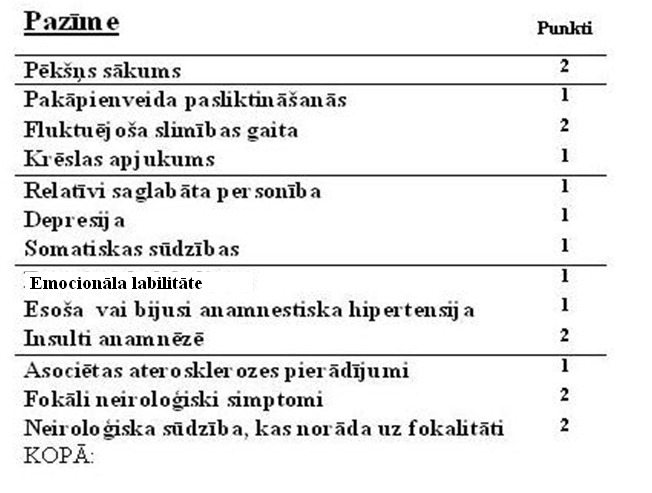 Pazīme Punkti
Pēkšņs sākums 2
Pakāpienveida pasliktināšanās 1
Fluktuējoša slimības gaita 2
Krēslas apjukums 1
Relatīvi saglabāta personība 1
Depresija 1
Somatiskas sūdzības 1
Emocionāla labilitāte 1
Esoša vai bijusi anamnestiska hipertensija 1
Insulti anamnēzē 2
Asociētas aterosklerozes pierādījumi 1
Fokāli neiroloģiski simptomi 2
Neiroloģiska sūdzība, kas norāda uz fokalitāti 2
KOPĀ: